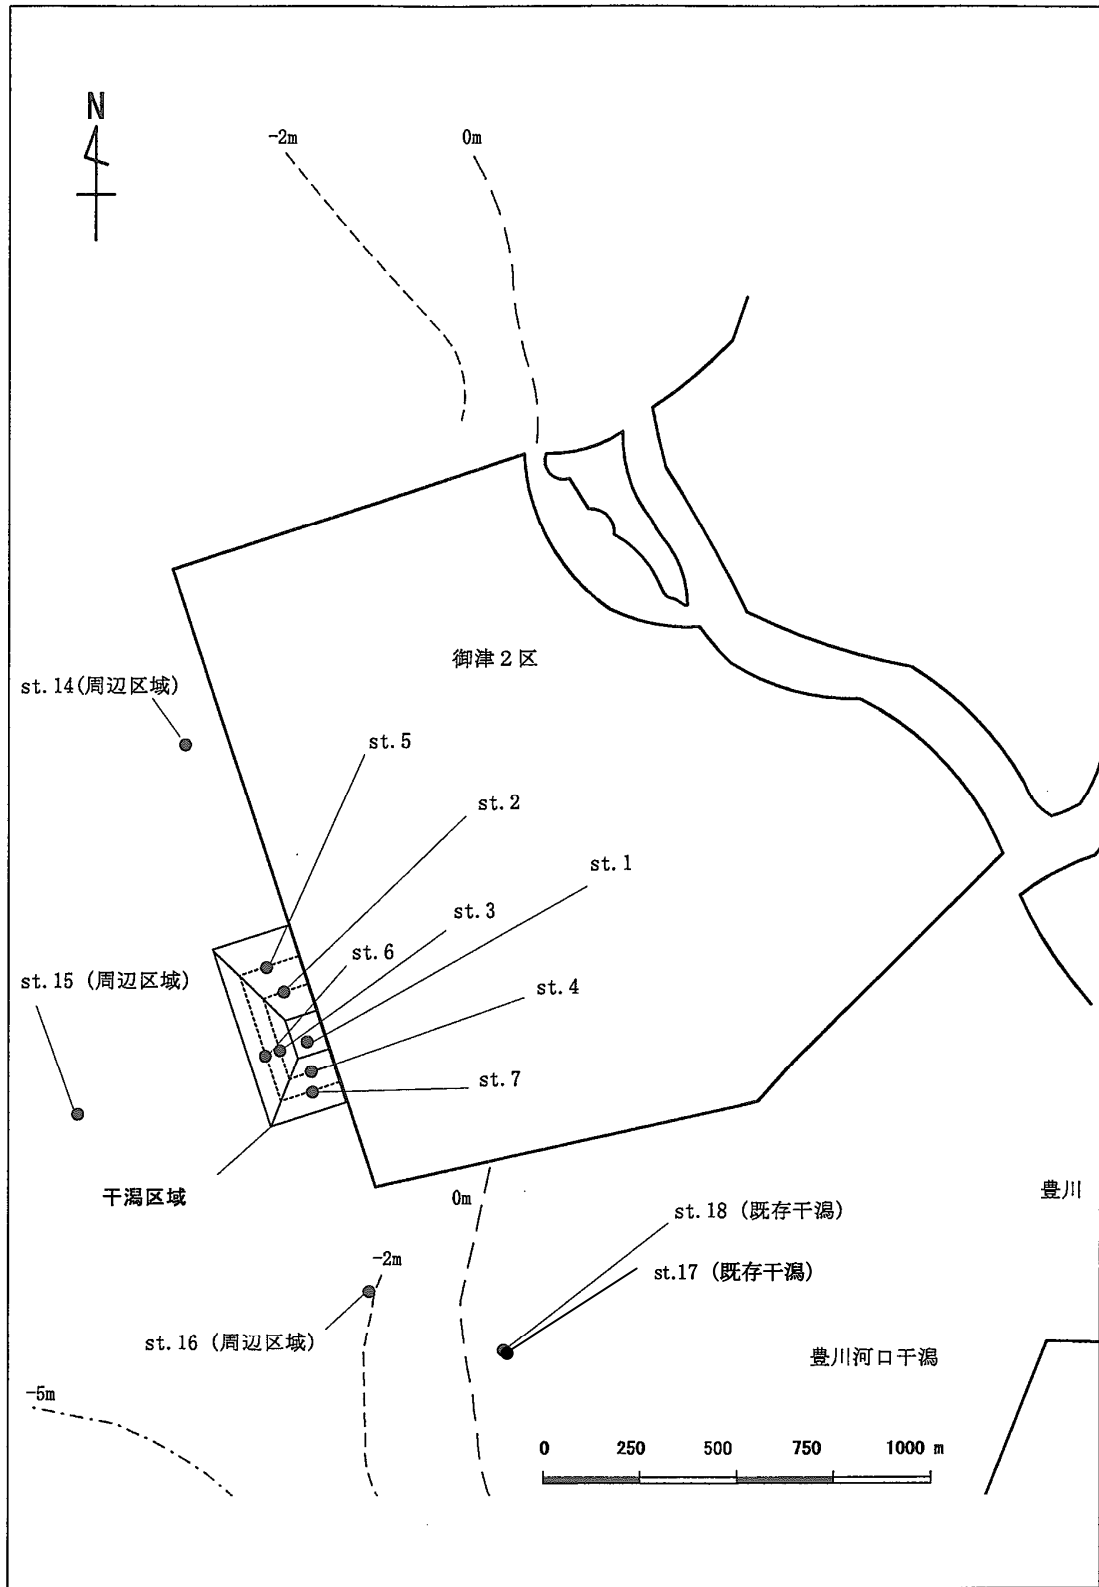 N
-2m
0m
御津２区
st.14(周辺区域)
st.5
st.2
st.1
st.3
st.6
st.15 (周辺区域)
st.4
st.7
干潟区域
0m
豊川
st.18 (既存干潟)
-2m
st.17 (既存干潟)
st.16 (周辺区域)
豊川河口干潟
-5m
0 250 500 750 1000 m